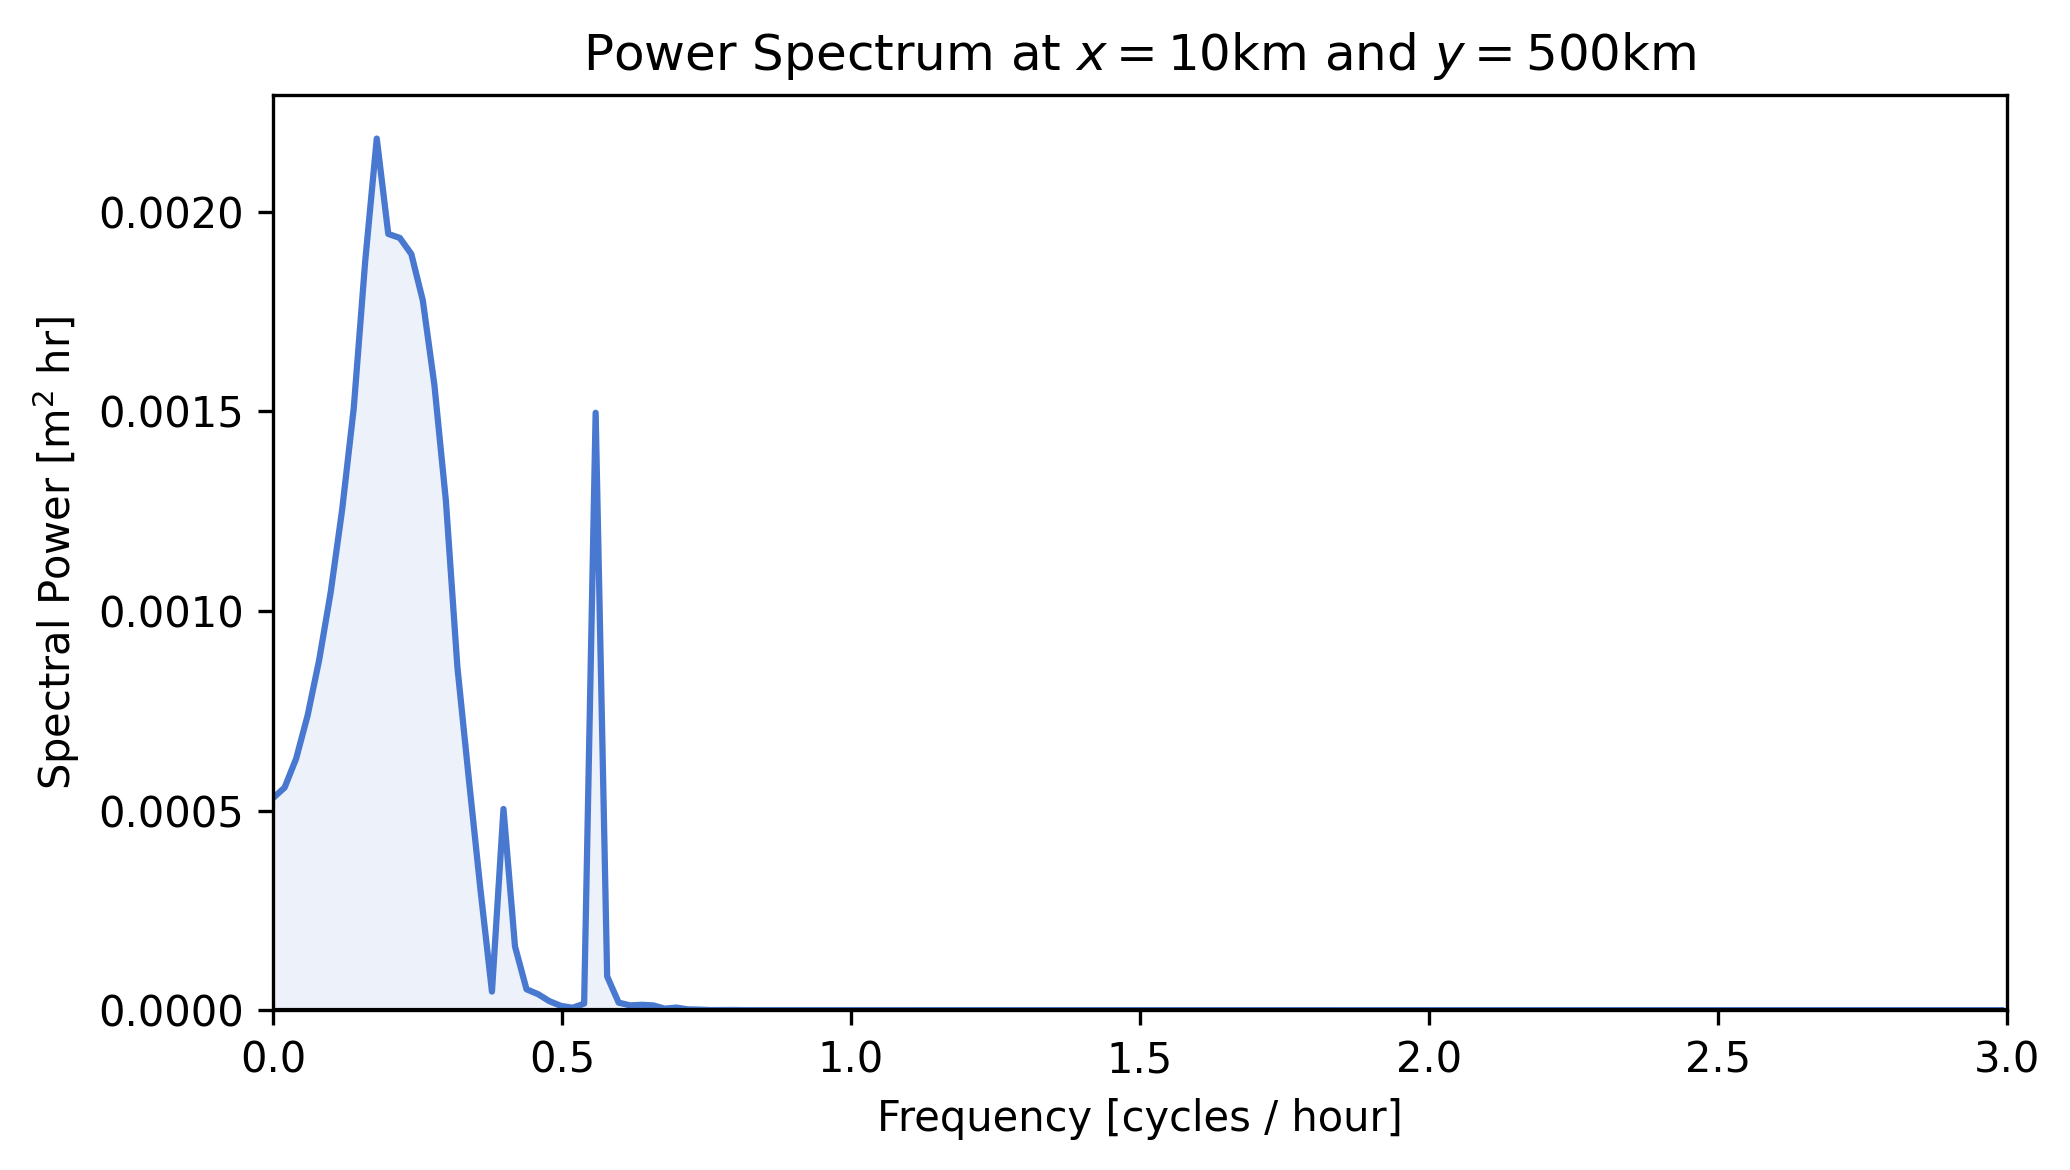 Power Spectrum at x = 10km and y = 500km
Spectral Power [m² hr]
0.0020
0.0015
0.0010
0.0005
0.0000
0.0 0.5 1.0 1.5 2.0 2.5 3.0
Frequency [cycles / hour]